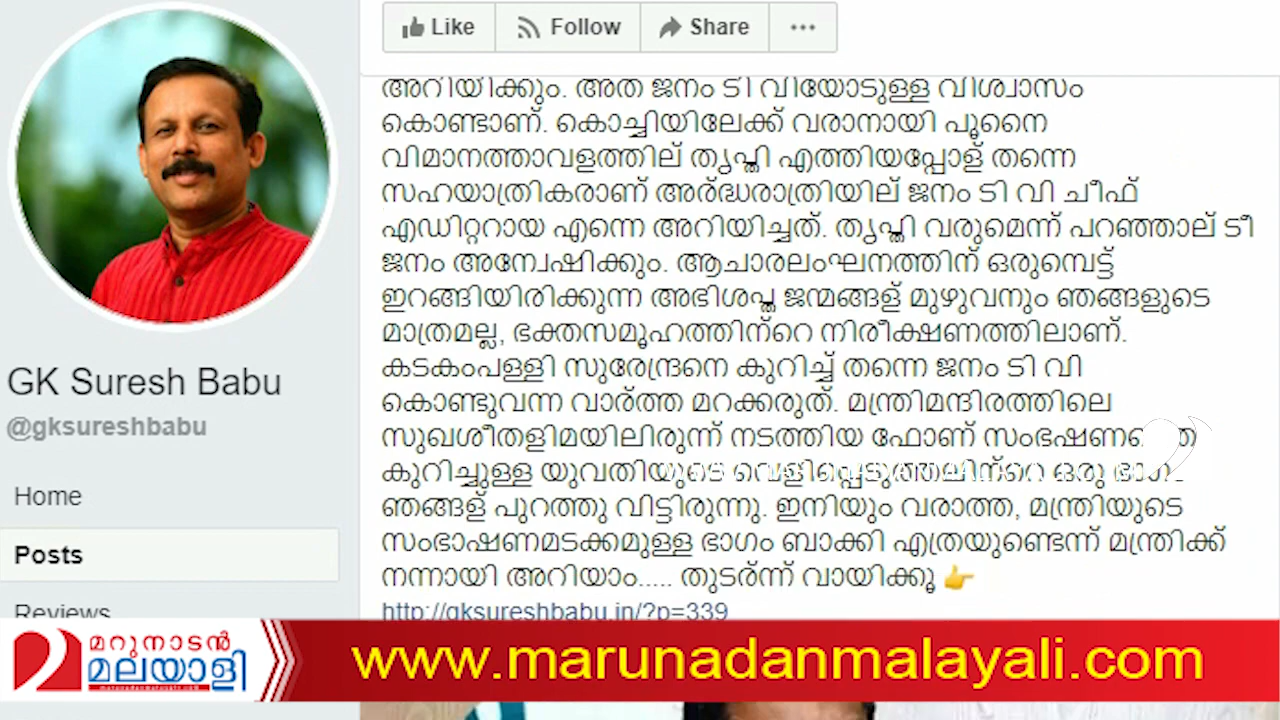 Like Follow Share
അറിയിക്കും. അത് ജനം ടി വിയോടുള്ള വിശ്വാസം
കൊണ്ടാണ്. കൊച്ചിയിലേക്ക് വരാനായി പൂനൈ
വിമാനത്താവളത്തില് തൃപ്തി എത്തിയപ്പോള് തന്നെ
സഹയാത്രികരാണ് അര്ദ്ധരാത്രിയില് ജനം ടി വി ചീഫ്
എഡിറ്ററായ എന്നെ അറിയിച്ചത്. തൃപ്തി വരുമെന്ന് പറഞ്ഞാല് ടീ
ജനം അന്വേഷിക്കും. ആചാരലംഘനത്തിന് ഒരുമ്പെട്ട്
ഇറങ്ങിയിരിക്കുന്ന അഭിശപ്ത ജന്മങ്ങള് മുഴുവനും ഞങ്ങളുടെ
മാത്രമല്ല, ഭക്തസമൂഹത്തിന്റെ നിരീക്ഷണത്തിലാണ്.
കടകംപള്ളി സുരേന്ദ്രനെ കുറിച്ച് തന്നെ ജനം ടി വി
കൊണ്ടുവന്ന വാര്ത്ത മറക്കരുത്. മന്ത്രിമന്ദിരത്തിലെ
സുഖശീതളിമയിലിരുന്ന് നടത്തിയ ഫോണ്
കുറിച്ചുള്ള യുവതിയുടെ വെളിപ്പെടുത്തലിന്റെ ഒരു
ഞങ്ങള് പുറത്തു വിട്ടിരുന്നു. ഇനിയും വരാത്ത, മന്ത്രിയുടെ
സംഭാഷണമടക്കമുള്ള ഭാഗം ബാക്കി എത്രയുണ്ടെന്ന് മന്ത്രിക്ക്
നന്നായി അറിയാം..... തുടര്ന്ന് വായിക്കൂ 👉
http://gksureshbabu.in/?p=339
GK Suresh Babu
@gksureshbabu
Home
Posts
Reviews
മറുനാടൻ
മലയാളി
www.marunadanmalayali.com